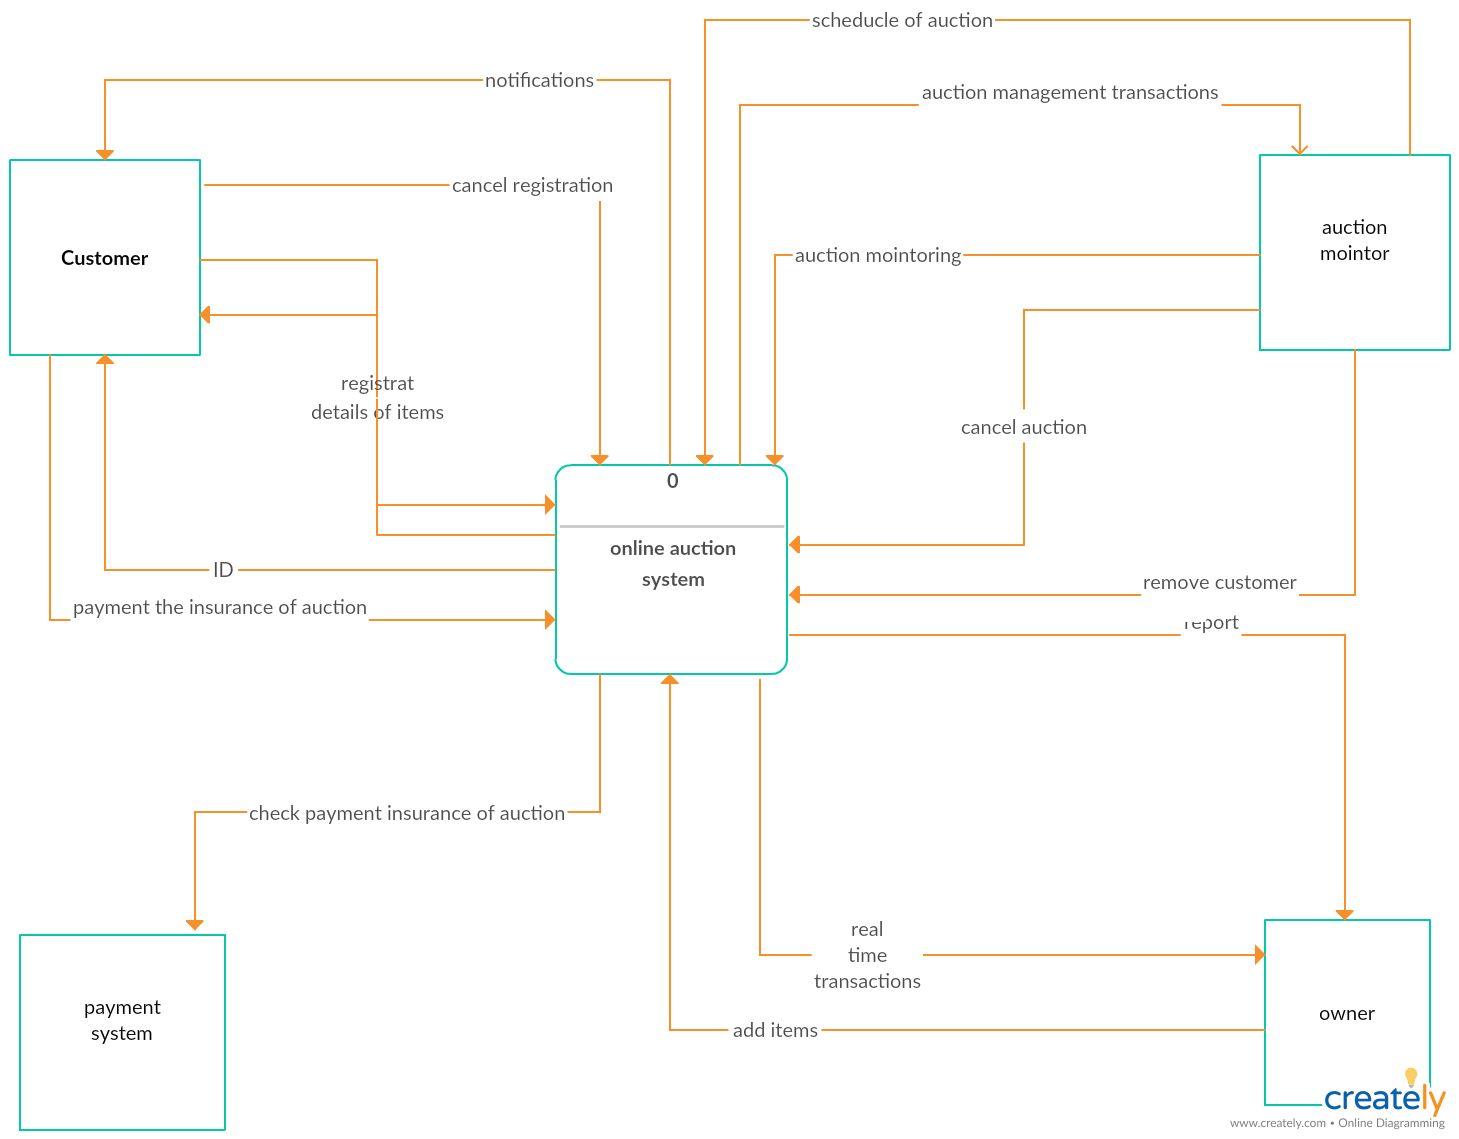 scheducle of auction
notifications
auction management transactions
cancel registration
Customer
auction
mointor
auction mointoring
registrat
details of items
cancel auction
0
online auction
system
ID
remove customer
payment the insurance of auction
report
check payment insurance of auction
real
time
transactions
payment
system
owner
add items
creately
www.creately.com • Online Diagramming